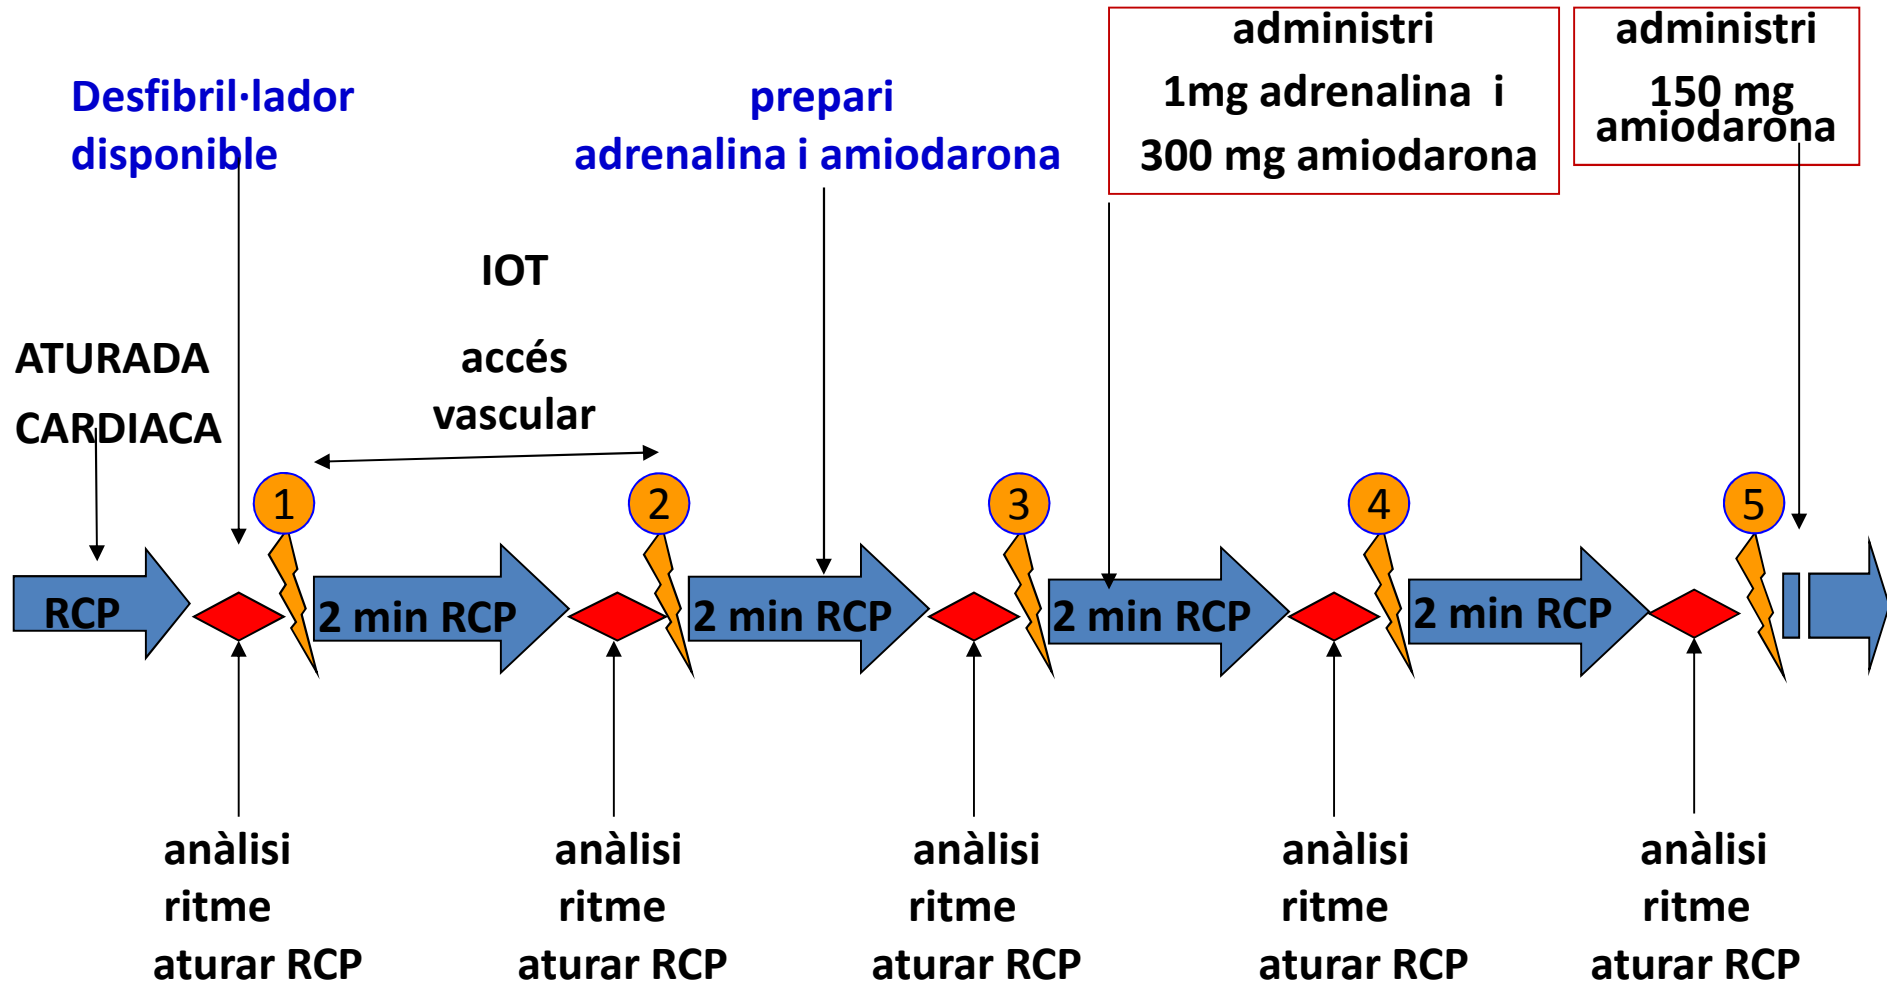 Desfibril·lador
disponible
prepari
adrenalina i amiodarona
administri
1mg adrenalina i
300 mg amiodarona
administri
150 mg
amiodarona
IOT
accés
vascular
ATURADA
CARDIACA
1
2
3
4
5
RCP
2 min RCP
2 min RCP
2 min RCP
2 min RCP
anàlisi
ritme
aturar RCP
anàlisi
ritme
aturar RCP
anàlisi
ritme
aturar RCP
anàlisi
ritme
aturar RCP
anàlisi
ritme
aturar RCP